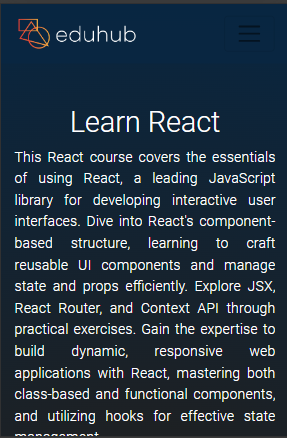 eduhub
Learn React
This React course covers the essentials
of using React, a leading JavaScript
library for developing interactive user
interfaces. Dive into React's component-
based structure, learning to craft
reusable UI components and manage
state and props efficiently. Explore JSX,
React Router, and Context API through
practical exercises. Gain the expertise to
build dynamic, responsive web
applications with React, mastering both
class-based and functional components,
and utilizing hooks for effective state
management.